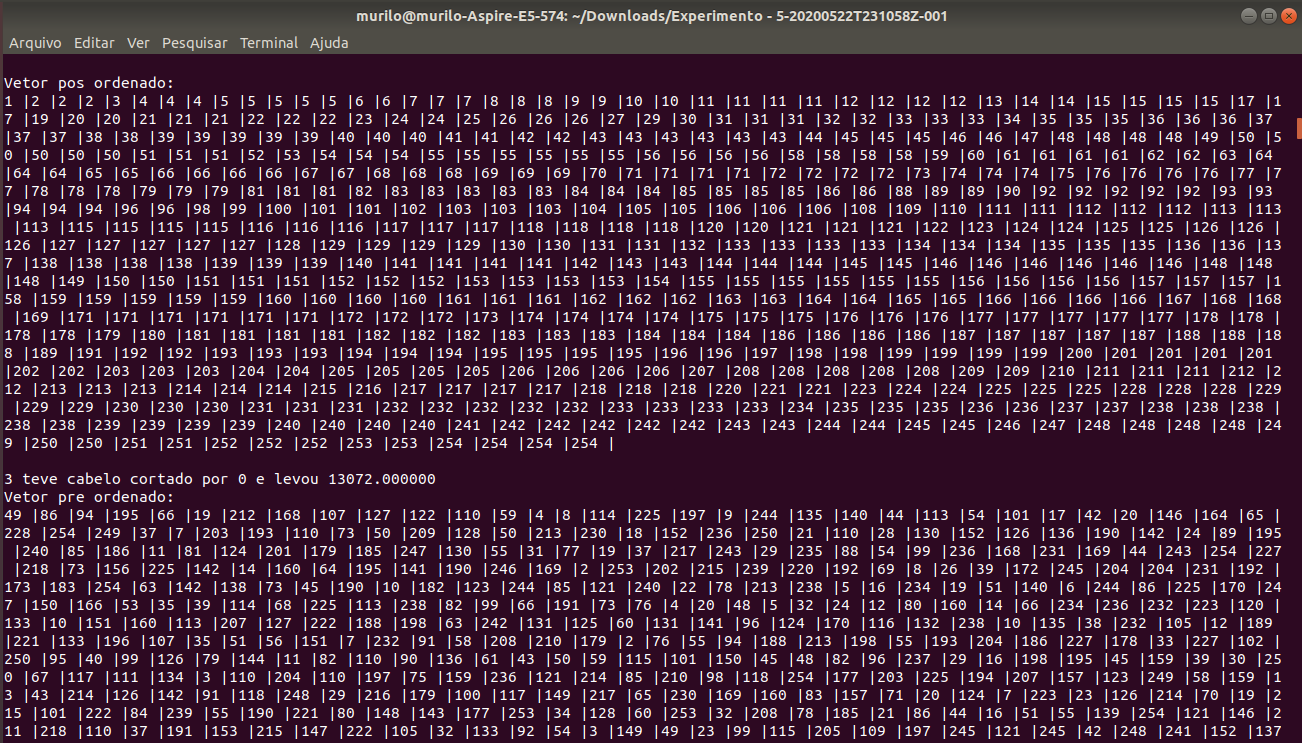 murilo@murilo-Aspire-E5-574: ~/Downloads/Experimento - 5-20200522T231058Z-001
Arquivo Editar Ver Pesquisar Terminal Ajuda
Vetor pos ordenado:
1 |2 |2 |2 |3 |4 |4 |4 |5 |5 |5 |5 |5 |6 |6 |7 |7 |7 |8 |8 |8 |9 |9 |10 |10 |11 |11 |11 |11 |12 |12 |12 |12 |13 |14 |14 |15 |15 |15 |15 |17 |1
7 |19 |20 |20 |21 |21 |21 |22 |22 |22 |23 |24 |24 |25 |26 |26 |26 |27 |29 |30 |31 |31 |31 |32 |32 |33 |33 |33 |34 |35 |35 |35 |36 |36 |36 |37
|37 |37 |38 |38 |39 |39 |39 |39 |39 |40 |40 |40 |41 |41 |42 |42 |43 |43 |43 |43 |43 |43 |43 |44 |45 |45 |45 |45 |46 |46 |47 |48 |48 |48 |48 |49 |50 |5
0 |50 |50 |50 |51 |51 |51 |52 |53 |54 |54 |54 |55 |55 |55 |55 |55 |55 |56 |56 |56 |56 |58 |58 |58 |58 |59 |60 |61 |61 |61 |61 |62 |62 |63 |64
|64 |64 |65 |65 |66 |66 |66 |66 |67 |67 |68 |68 |68 |69 |69 |69 |70 |71 |71 |71 |71 |72 |72 |72 |72 |73 |74 |74 |74 |75 |76 |76 |76 |76 |77 |7
7 |78 |78 |78 |79 |79 |79 |81 |81 |81 |82 |83 |83 |83 |83 |83 |84 |84 |84 |85 |85 |85 |85 |86 |86 |88 |89 |89 |90 |92 |92 |92 |92 |92 |93 |93
|94 |94 |94 |96 |96 |98 |99 |100 |101 |101 |102 |103 |103 |103 |104 |105 |105 |106 |106 |106 |108 |109 |110 |111 |111 |112 |112 |112 |113 |113
|113 |115 |115 |115 |115 |116 |116 |116 |117 |117 |117 |118 |118 |118 |118 |120 |120 |121 |121 |121 |122 |123 |124 |124 |125 |125 |126 |126 |
126 |127 |127 |127 |127 |127 |128 |129 |129 |129 |129 |130 |130 |131 |131 |132 |133 |133 |133 |133 |134 |134 |134 |135 |135 |135 |136 |136 |13
7 |138 |138 |138 |138 |139 |139 |139 |140 |141 |141 |141 |141 |142 |143 |143 |144 |144 |144 |145 |145 |146 |146 |146 |146 |146 |146 |148 |148
|148 |149 |150 |150 |151 |151 |151 |152 |152 |152 |153 |153 |153 |153 |154 |155 |155 |155 |155 |155 |155 |156 |156 |156 |156 |157 |157 |157 |1
58 |159 |159 |159 |159 |159 |160 |160 |160 |160 |161 |161 |161 |162 |162 |162 |163 |163 |164 |164 |165 |165 |166 |166 |166 |166 |167 |168 |168
|169 |171 |171 |171 |171 |171 |171 |172 |172 |172 |173 |174 |174 |174 |174 |175 |175 |175 |176 |176 |176 |177 |177 |177 |177 |177 |178 |178 |
178 |178 |179 |180 |181 |181 |181 |181 |182 |182 |182 |183 |183 |183 |184 |184 |184 |186 |186 |186 |186 |187 |187 |187 |187 |187 |188 |188 |18
8 |189 |191 |192 |192 |193 |193 |193 |194 |194 |194 |195 |195 |195 |195 |196 |196 |197 |198 |198 |199 |199 |199 |199 |200 |201 |201 |201 |201
|202 |202 |203 |203 |203 |204 |204 |205 |205 |205 |205 |206 |206 |206 |206 |207 |208 |208 |208 |208 |208 |209 |209 |210 |211 |211 |211 |212 |2
12 |213 |213 |213 |214 |214 |214 |215 |216 |217 |217 |217 |217 |218 |218 |218 |220 |221 |221 |223 |224 |224 |225 |225 |225 |228 |228 |228 |229
|229 |229 |230 |230 |230 |231 |231 |231 |232 |232 |232 |232 |232 |233 |233 |233 |233 |234 |235 |235 |235 |236 |236 |237 |237 |238 |238 |238 |
238 |238 |239 |239 |239 |239 |240 |240 |240 |240 |241 |242 |242 |242 |242 |242 |243 |243 |244 |244 |245 |245 |246 |247 |248 |248 |248 |248 |24
9 |250 |250 |251 |251 |252 |252 |252 |253 |253 |254 |254 |254 |254 |
3 teve cabelo cortado por 0 e levou 13072.000000
Vetor pre ordenado:
49 |86 |94 |195 |66 |19 |212 |168 |107 |127 |122 |110 |59 |4 |8 |114 |225 |197 |9 |244 |135 |140 |44 |113 |54 |101 |17 |42 |20 |146 |164 |65 |
228 |254 |249 |37 |7 |203 |193 |110 |73 |50 |209 |128 |50 |213 |230 |18 |152 |236 |250 |21 |110 |28 |130 |152 |126 |136 |190 |142 |24 |89 |195
|240 |85 |186 |11 |81 |124 |201 |179 |185 |247 |130 |55 |31 |77 |19 |37 |217 |243 |29 |235 |88 |54 |99 |236 |168 |231 |169 |44 |243 |254 |227
|218 |73 |156 |225 |142 |14 |160 |64 |195 |141 |190 |246 |169 |2 |253 |202 |215 |239 |220 |192 |69 |8 |26 |39 |172 |245 |204 |204 |231 |192 |
173 |183 |254 |63 |142 |138 |73 |45 |190 |10 |182 |123 |244 |85 |121 |240 |22 |78 |213 |238 |5 |16 |234 |19 |51 |140 |6 |244 |86 |225 |170 |24
7 |150 |166 |53 |35 |39 |114 |68 |225 |113 |238 |82 |99 |66 |191 |73 |76 |4 |20 |48 |5 |32 |24 |12 |80 |160 |14 |66 |234 |236 |232 |223 |120 |
133 |10 |151 |160 |113 |207 |127 |222 |188 |198 |63 |242 |131 |125 |60 |131 |141 |96 |124 |170 |116 |132 |238 |10 |135 |38 |232 |105 |12 |189
|221 |133 |196 |107 |35 |51 |56 |151 |7 |232 |91 |58 |208 |210 |179 |2 |76 |55 |94 |188 |213 |198 |55 |193 |204 |186 |227 |178 |33 |227 |102 |
250 |95 |40 |99 |126 |79 |144 |11 |82 |110 |90 |136 |61 |43 |50 |59 |115 |101 |150 |45 |48 |82 |96 |237 |29 |16 |198 |195 |45 |159 |39 |30 |25
0 |67 |117 |111 |134 |3 |110 |204 |110 |197 |75 |159 |236 |121 |214 |85 |210 |98 |118 |254 |177 |203 |225 |194 |207 |157 |123 |249 |58 |159 |1
3 |43 |214 |126 |142 |91 |118 |248 |29 |216 |179 |100 |117 |149 |217 |65 |230 |169 |160 |83 |157 |71 |20 |124 |7 |223 |23 |126 |214 |70 |19 |2
15 |101 |222 |84 |239 |55 |190 |221 |80 |148 |143 |177 |253 |34 |128 |60 |253 |32 |208 |78 |185 |21 |86 |44 |16 |51 |55 |139 |254 |121 |146 |2
11 |218 |110 |37 |191 |153 |215 |147 |222 |105 |32 |133 |92 |54 |3 |149 |49 |23 |99 |115 |205 |109 |197 |245 |121 |245 |42 |248 |241 |152 |137